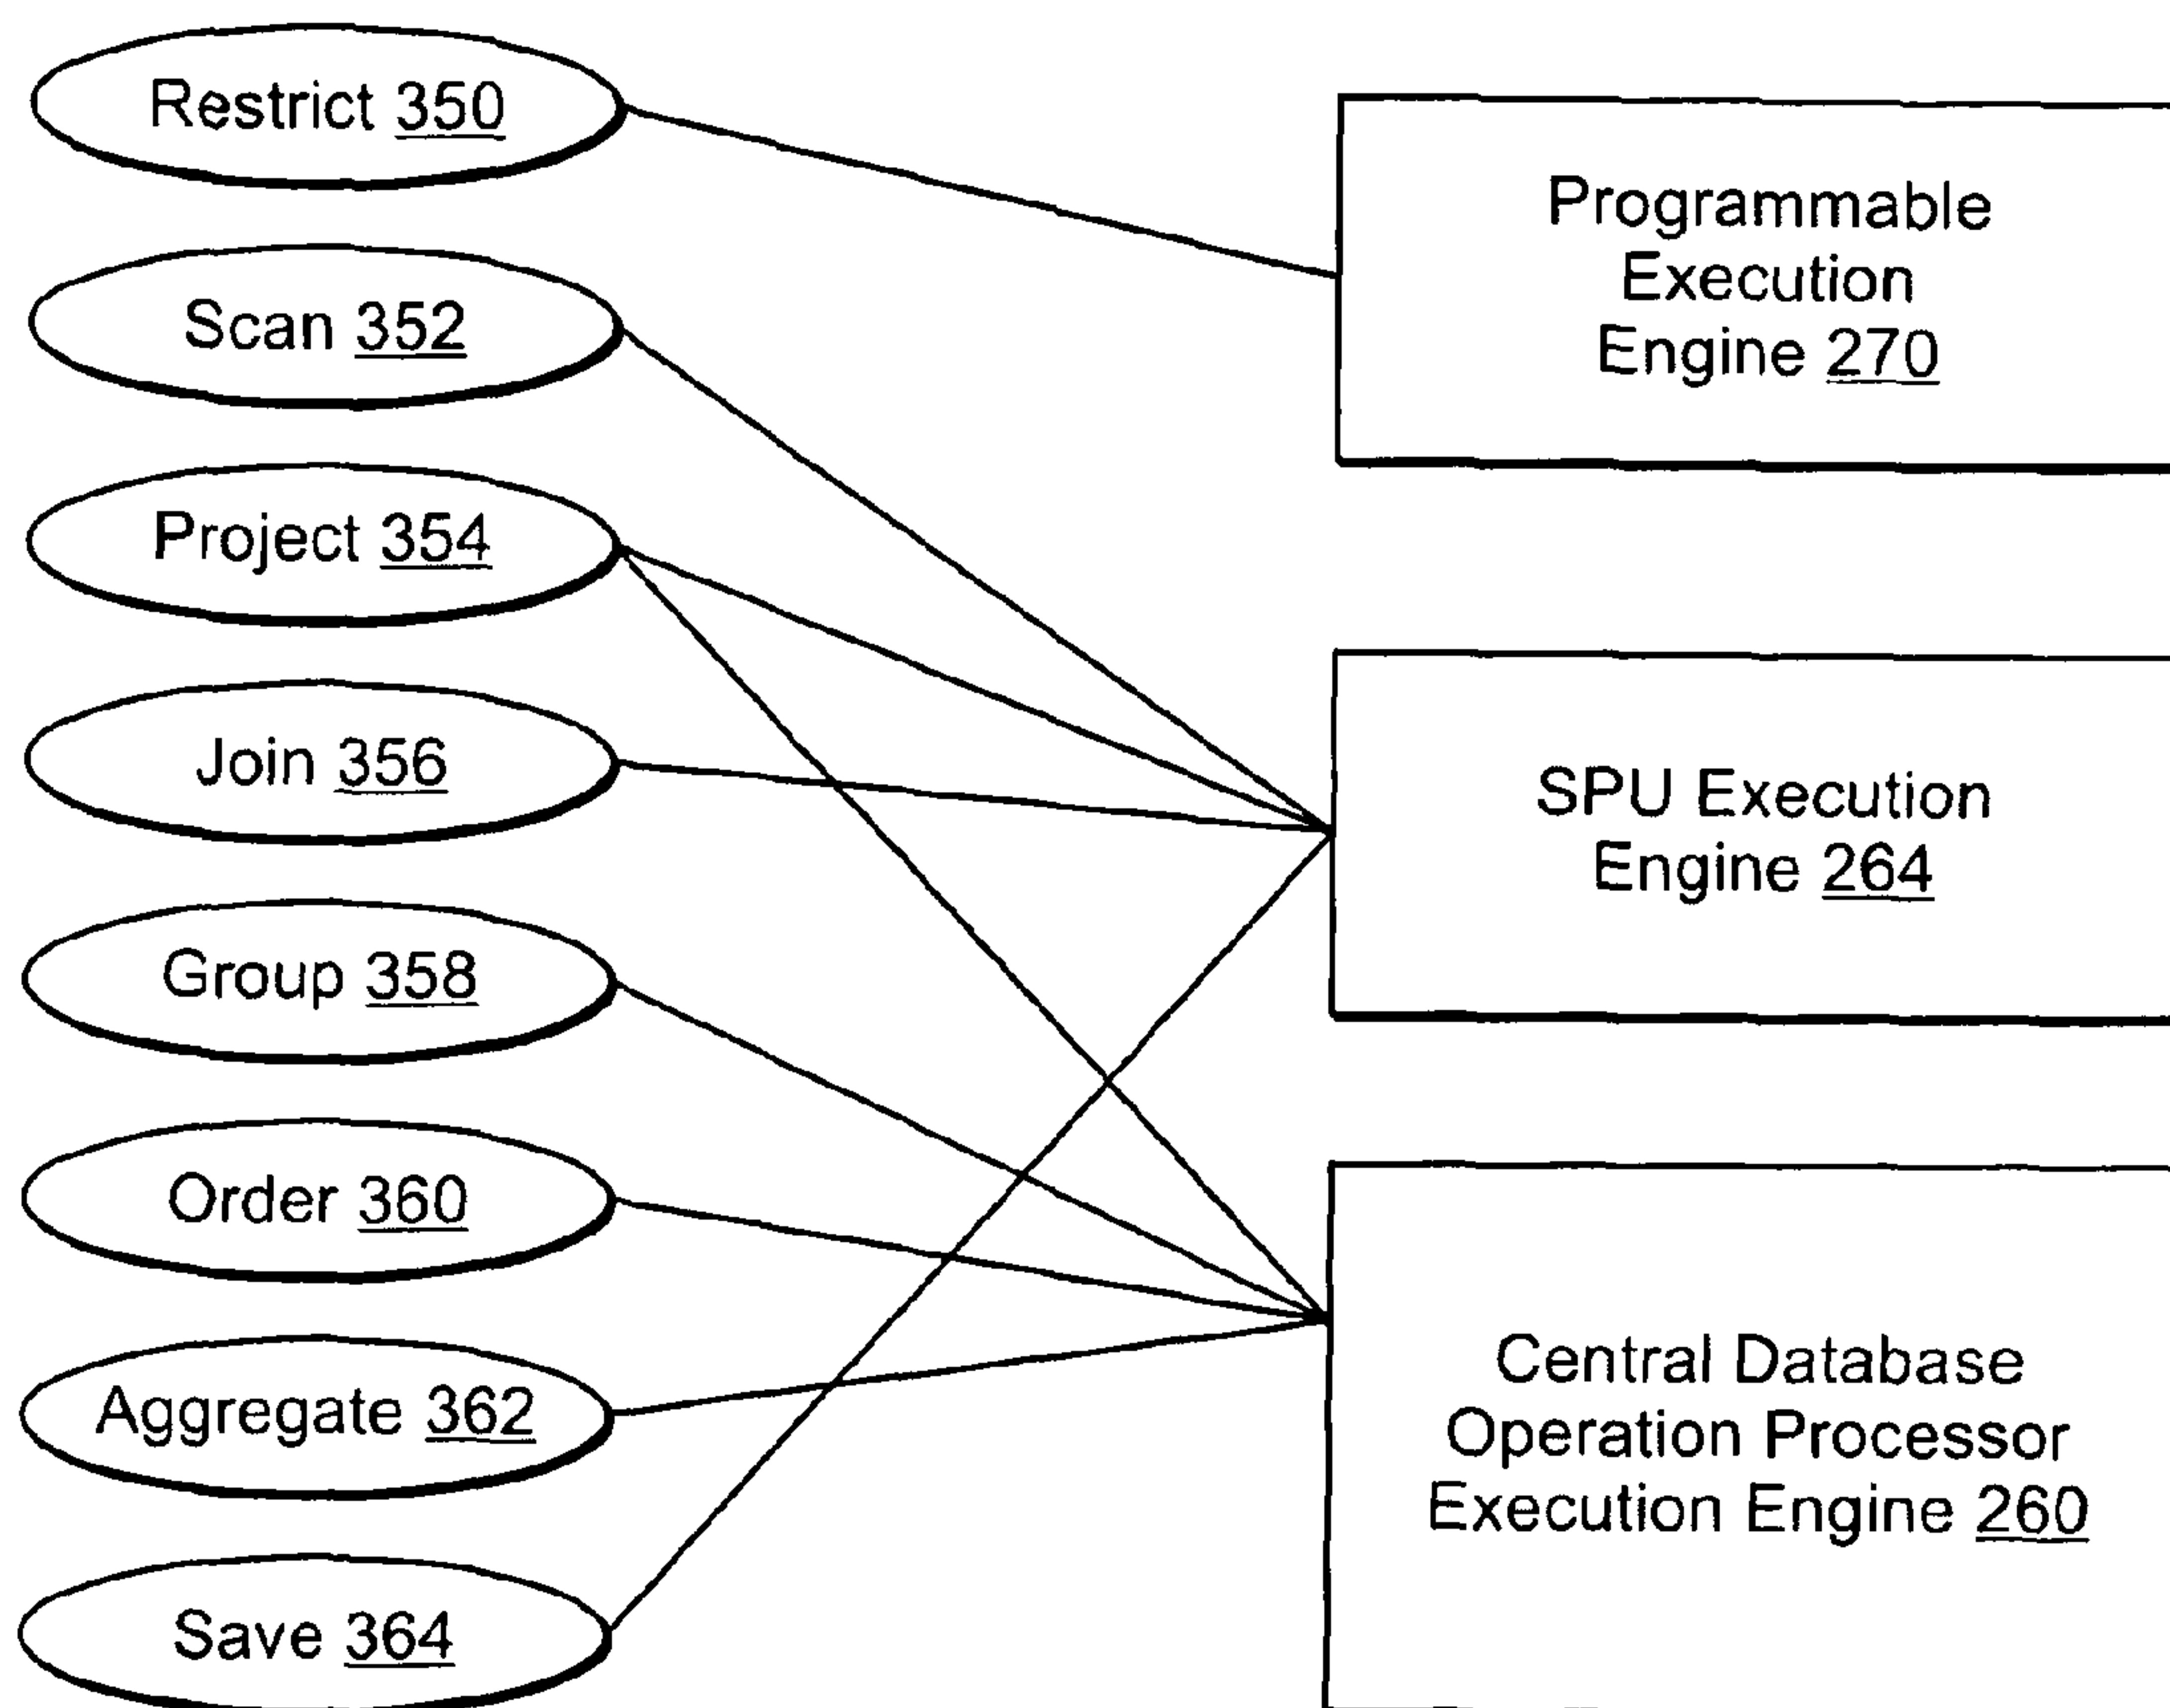 Restrict 350
Scan 352
Project 354
Join 356
Group 358
Order 360
Aggregate 362
Save 364
Programmable
Execution
Engine 270
SPU Execution
Engine 264
Central Database
Operation Processor
Execution Engine 260